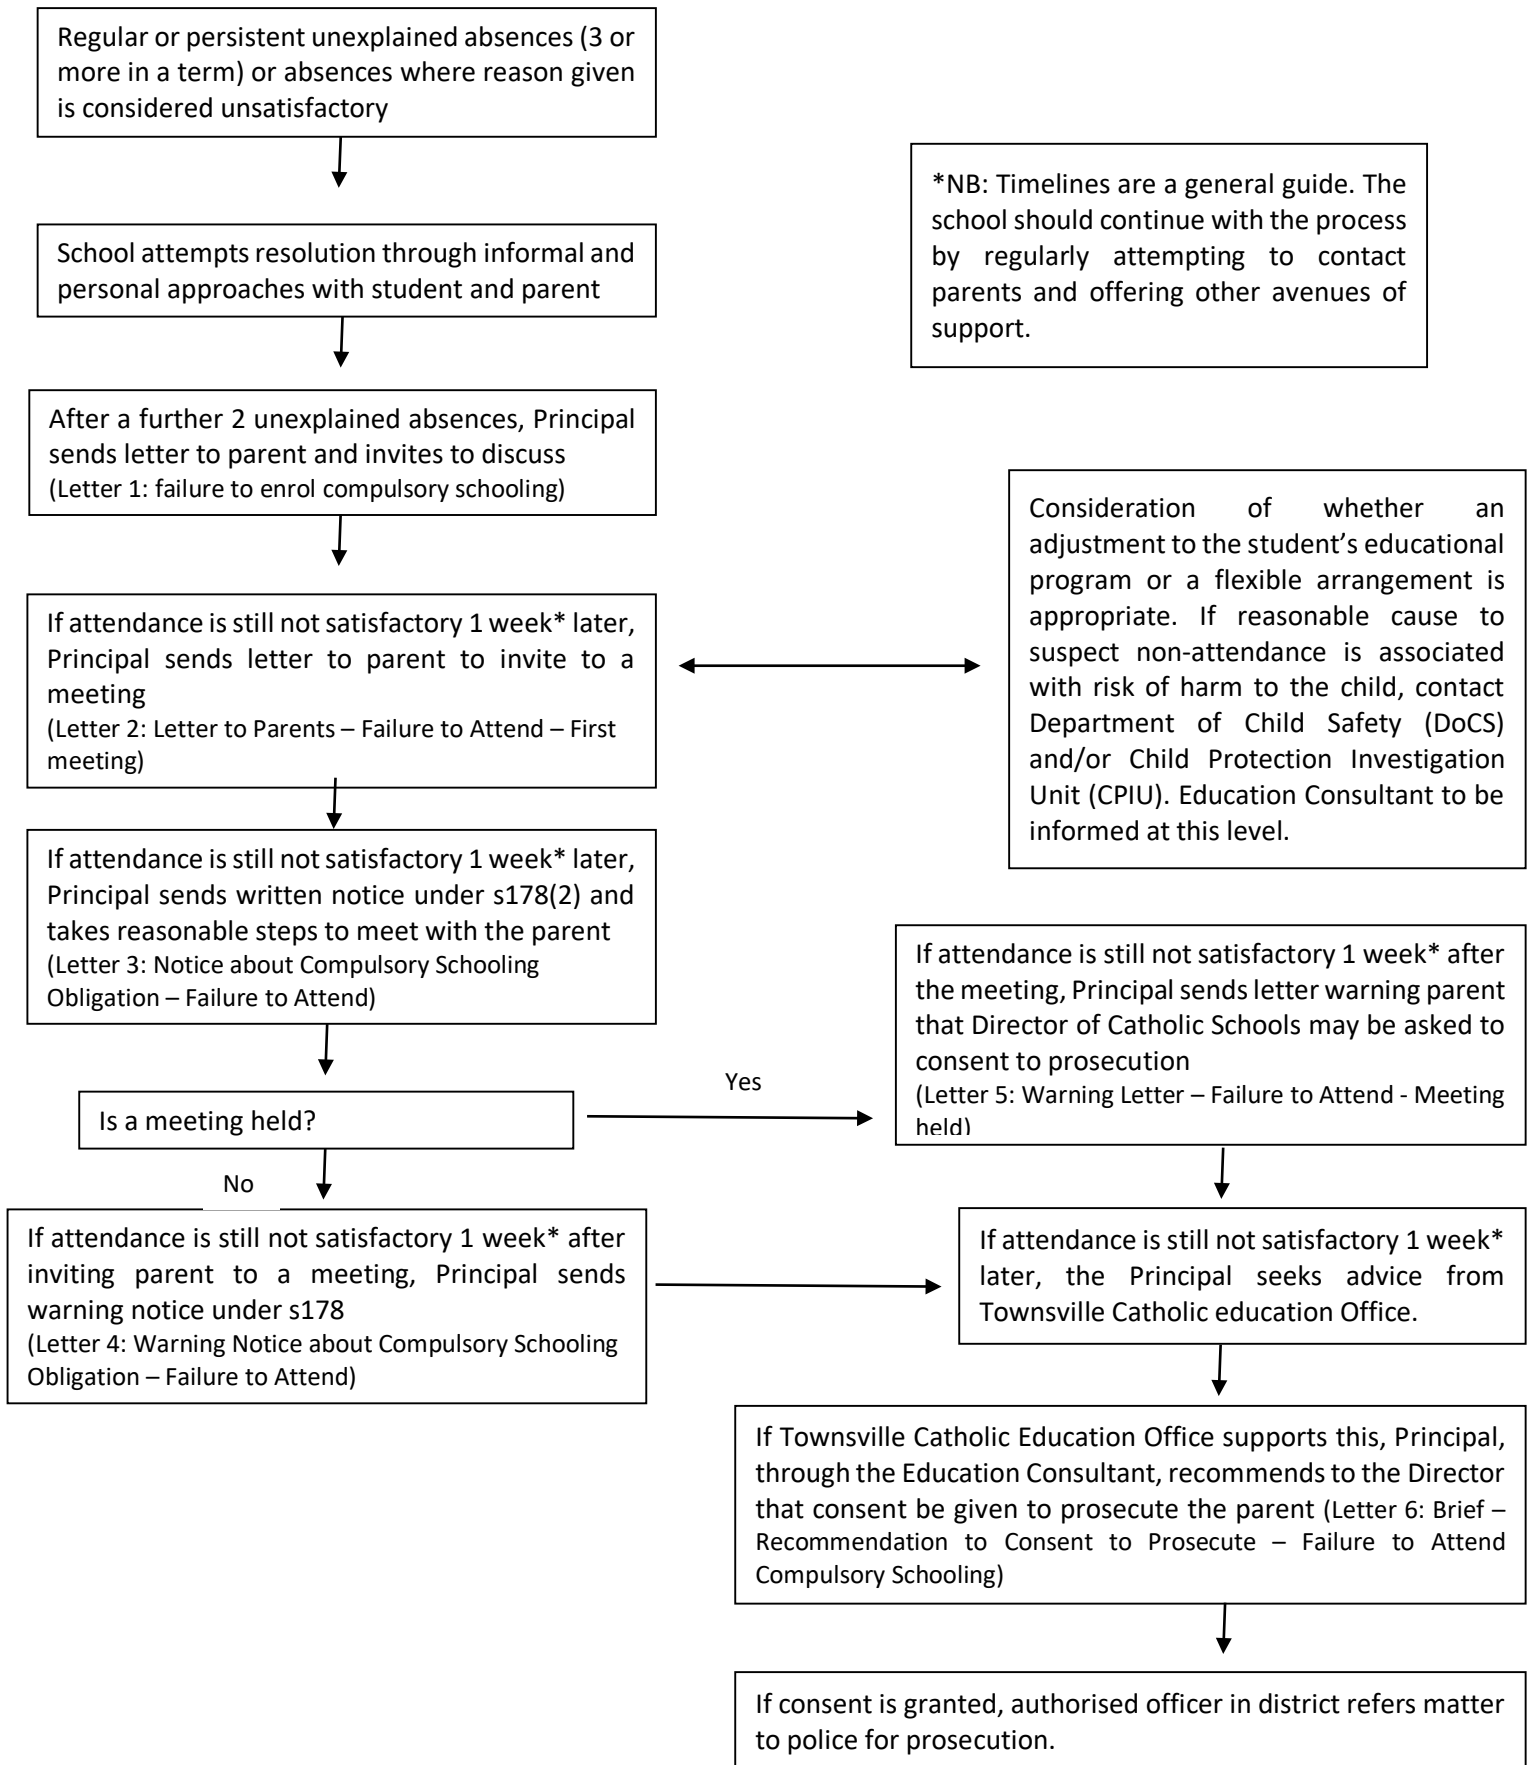 Regular or persistent unexplained absences (3 or
more in a term) or absences where reason given
is considered unsatisfactory
*NB: Timelines are a general guide. The
school should continue with the process
by regularly attempting to contact
parents and offering other avenues of
support.
School attempts resolution through informal and
personal approaches with student and parent
After a further 2 unexplained absences, Principal
sends letter to parent and invites to discuss
(Letter 1: failure to enrol compulsory schooling)
Consideration of whether an
adjustment to the student’s educational
program or a flexible arrangement is
appropriate. If reasonable cause to
suspect non-attendance is associated
with risk of harm to the child, contact
Department of Child Safety (DoCS)
and/or Child Protection Investigation
Unit (CPIU). Education Consultant to be
informed at this level.
If attendance is still not satisfactory 1 week* later,
Principal sends letter to parent to invite to a
meeting
(Letter 2: Letter to Parents – Failure to Attend – First
meeting)
If attendance is still not satisfactory 1 week* later,
Principal sends written notice under s178(2) and
takes reasonable steps to meet with the parent
(Letter 3: Notice about Compulsory Schooling
Obligation – Failure to Attend)
Is a meeting held?
Yes
If attendance is still not satisfactory 1 week* after
the meeting, Principal sends letter warning parent
that Director of Catholic Schools may be asked to
consent to prosecution
(Letter 5: Warning Letter – Failure to Attend - Meeting
held)
No
If attendance is still not satisfactory 1 week* after
inviting parent to a meeting, Principal sends
warning notice under s178
(Letter 4: Warning Notice about Compulsory Schooling
Obligation – Failure to Attend)
If attendance is still not satisfactory 1 week*
later, the Principal seeks advice from
Townsville Catholic education Office.
If Townsville Catholic Education Office supports this, Principal,
through the Education Consultant, recommends to the Director
that consent be given to prosecute the parent (Letter 6: Brief –
Recommendation to Consent to Prosecute – Failure to Attend
Compulsory Schooling)
If consent is granted, authorised officer in district refers matter
to police for prosecution.